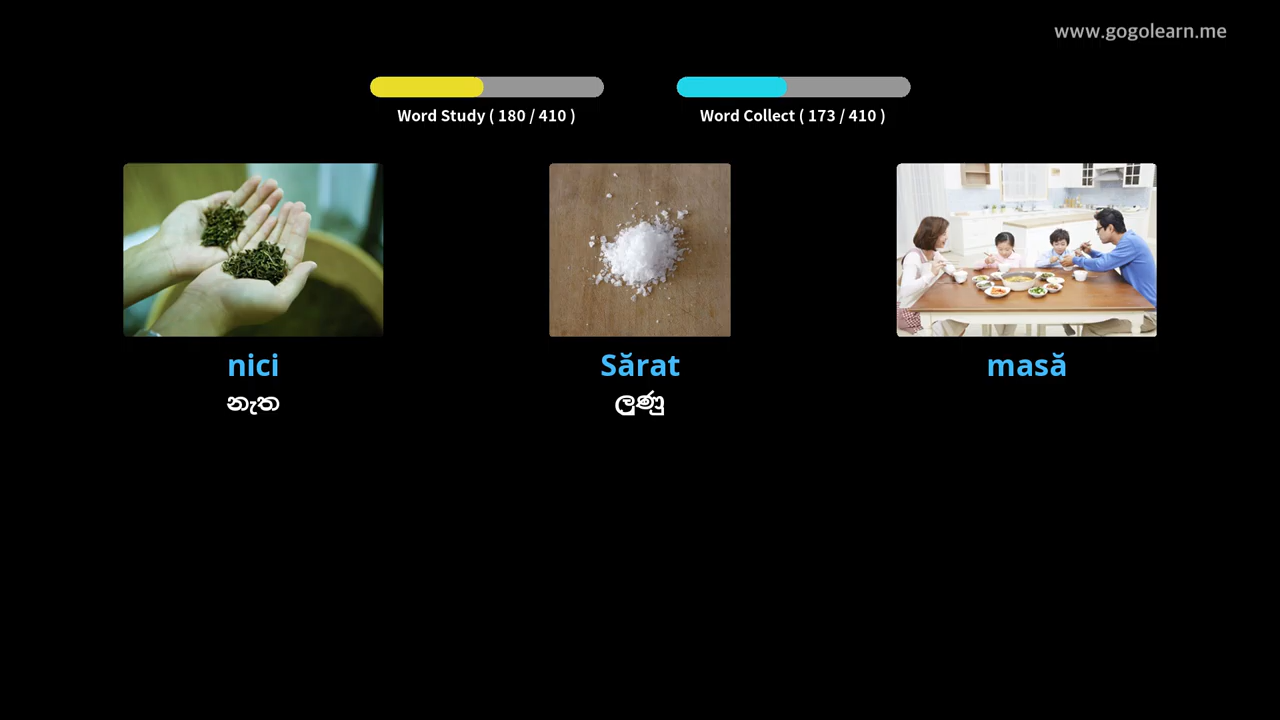 www.gogolearn.me
Word Study ( 180 / 410 )
Word Collect ( 173 / 410 )
nici
Sărat
masă
නැත
ලුණු